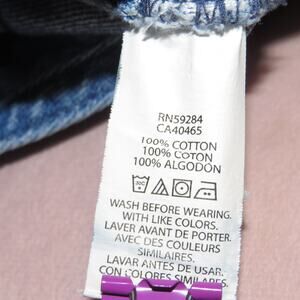 RN59284
CA40465
100% COTTON
100% COTON
100% ALGODÓN
WASH BEFORE WEARING.
WITH LIKE COLORS.
LAVER AVANT DE PORTER.
AVEC DES COULEURS
SIMILAIRES.
LAVAR ANTES DE USAR.
CON COLORES SIMILARES.